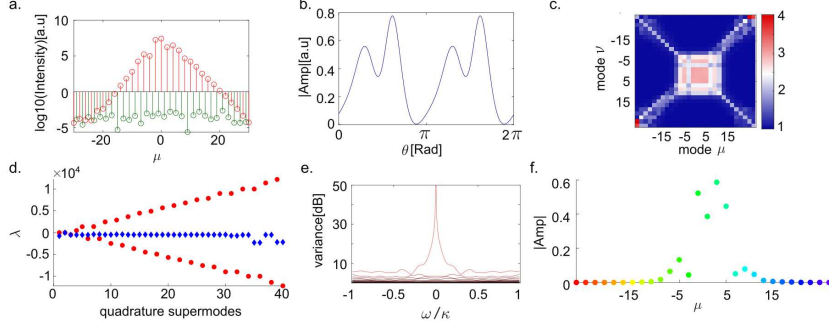 a.
log10(Intensity)[a.u]
10
5
0
-5
-20
0
20
μ
b.
|Amp|[a.u]
0.8
0.6
0.4
0.2
0
0
π
2π
θ[Rad]
c.
mode ν
-15
-5
5
15
-15
-5
5
15
mode μ
4
3
2
1
d.
×10⁴
λ
1
0.5
0
-0.5
-1
0
10
20
30
40
quadrature supermodes
e.
variance[dB]
50
30
10
-1
-0.5
0
0.5
1
ω/κ
f.
|Amp|
0.6
0.4
0.2
0
-15
-5
5
15
μ